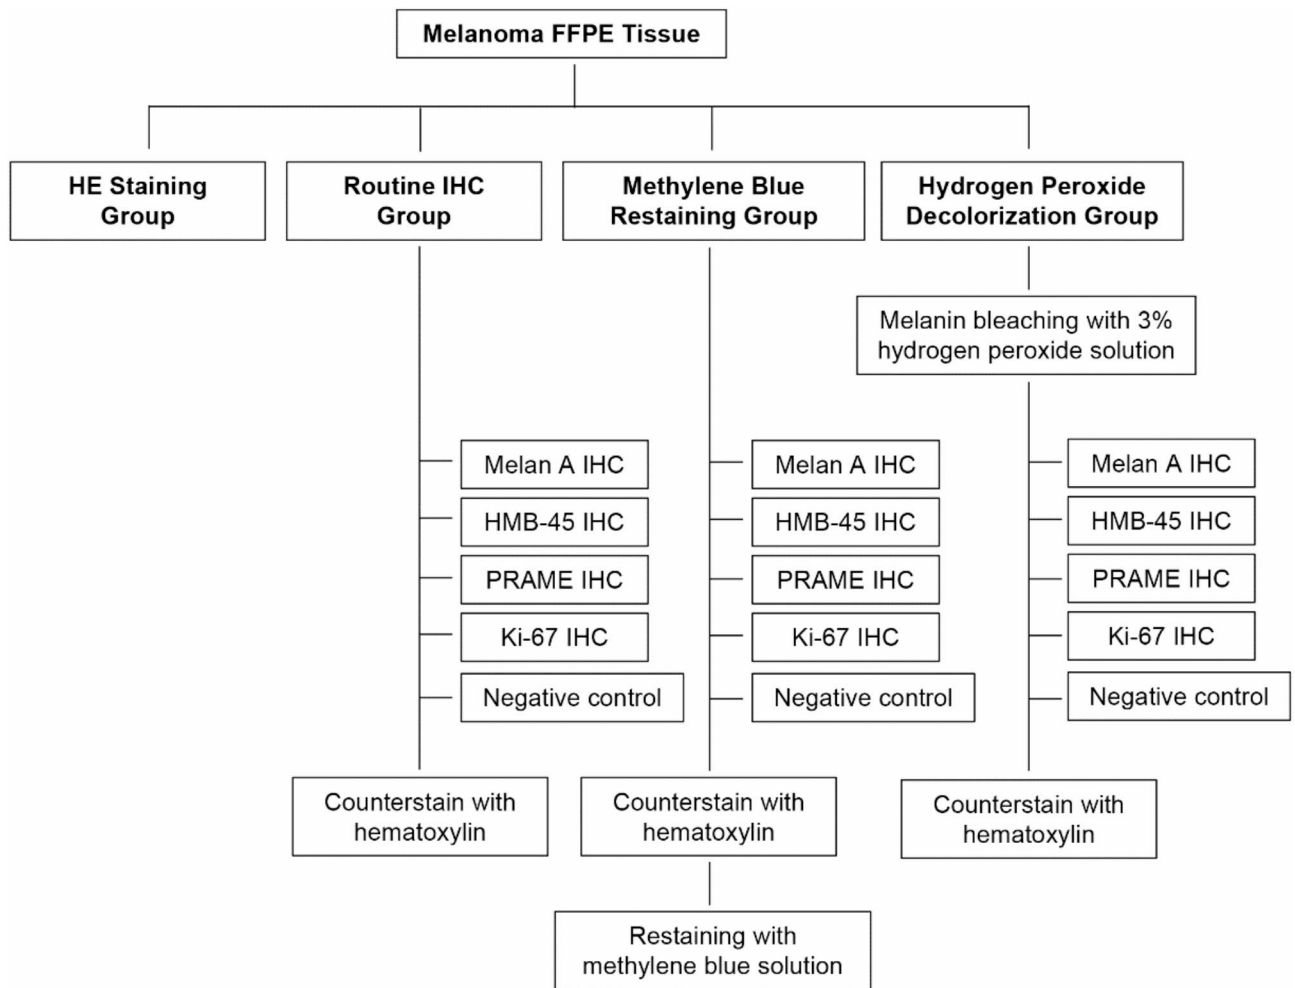 Melanoma FFPE Tissue
HE Staining
Group
Routine IHC
Group
Methylene Blue
Restaining Group
Hydrogen Peroxide
Decolorization Group
Melanin bleaching with 3%
hydrogen peroxide solution
Melan A IHC
HMB-45 IHC
PRAME IHC
Ki-67 IHC
Negative control
Counterstain with
hematoxylin
Melan A IHC
HMB-45 IHC
PRAME IHC
Ki-67 IHC
Negative control
Counterstain with
hematoxylin
Restaining with
methylene blue solution
Melan A IHC
HMB-45 IHC
PRAME IHC
Ki-67 IHC
Negative control
Counterstain with
hematoxylin